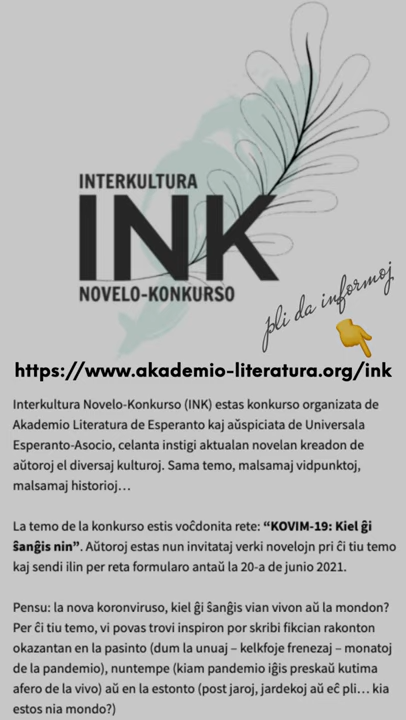 INTERKULTURA
INK
NOVELO-KONKURSO
pli da informoj
https://www.akademio-literatura.org/ink
Interkultura Novelo-Konkurso (INK) estas konkurso organizata de
Akademio Literatura de Esperanto kaj aŭspiciata de Universala
Esperanto-Asocio, celanta instigi aktualan novelan kreadon de
aŭtoroj el diversaj kulturoj. Sama temo, malsamaj vidpunktoj,
malsamaj historioj…
La temo de la konkurso estis voĉdonita rete: “KOVIM-19: Kiel ĝi
ŝanĝis nin”. Aŭtoroj estas nun invitataj verki novelojn pri ĉi tiu temo
kaj sendi ilin per reta formularo antaŭ la 20-a de junio 2021.
Pensu: la nova koronviruso, kiel ĝi ŝanĝis vian vivon aŭ la mondon?
Per ĉi tiu temo, vi povas trovi inspiron por skribi fikcian rakonton
okazantan en la pasinto (dum la unuaj – kelkfoje frenezaj – monatoj
de la pandemio), nuntempe (kiam pandemio iĝis preskaŭ kutima
afero de la vivo) aŭ en la estonto (post jaroj, jardekoj aŭ eĉ pli… kia
estos nia mondo?)